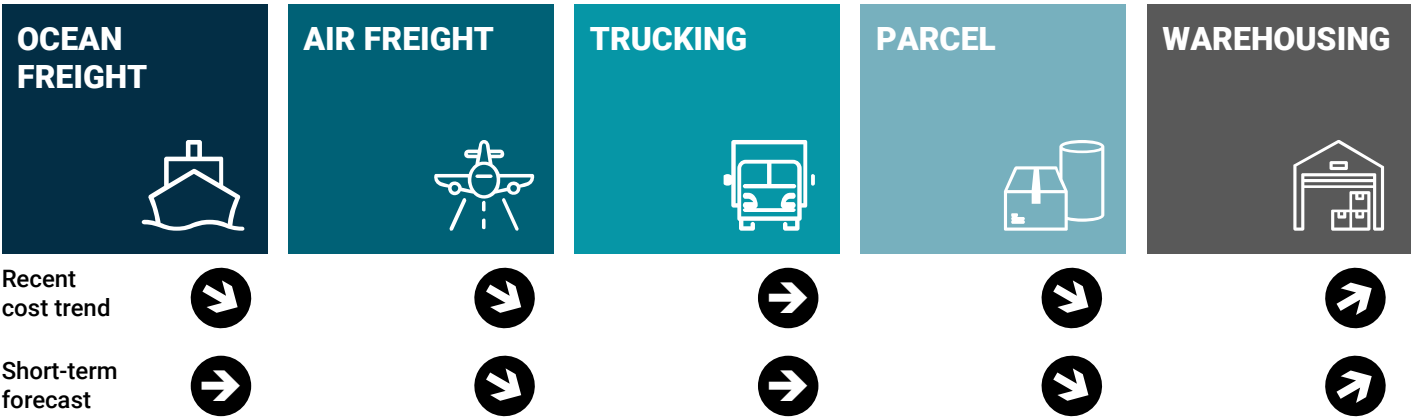 OCEAN
FREIGHT
AIR FREIGHT
TRUCKING
PARCEL
WAREHOUSING
Recent
cost trend
Short-term
forecast